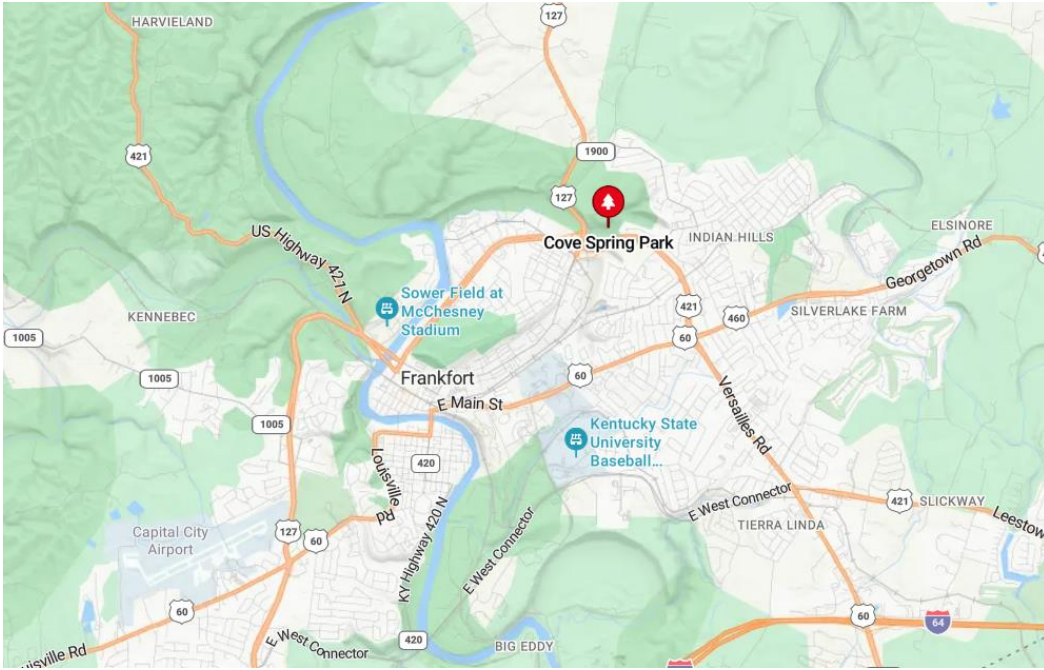 HARVIELAND
127
421
1900
127
Cove Spring Park
INDIAN HILLS
ELSINORE
US Highway 421 N
Georgetown Rd
Sower Field at
McChesney
Stadium
KENNEBEC
421
460
SILVERLAKE FARM
1005
60
1005
Frankfort
60
E Main St
1005
Versailles Rd
Kentucky State
University
Baseball...
Louisville
Rd
420
E West Connector
421
SLICKWAY
Leestow
TIERRA LINDA
Capital City
Airport
127
60
KY Highway 420 N
E West Connector
60
60
64
E West Connector
420
BIG EDDY
uisville Rd